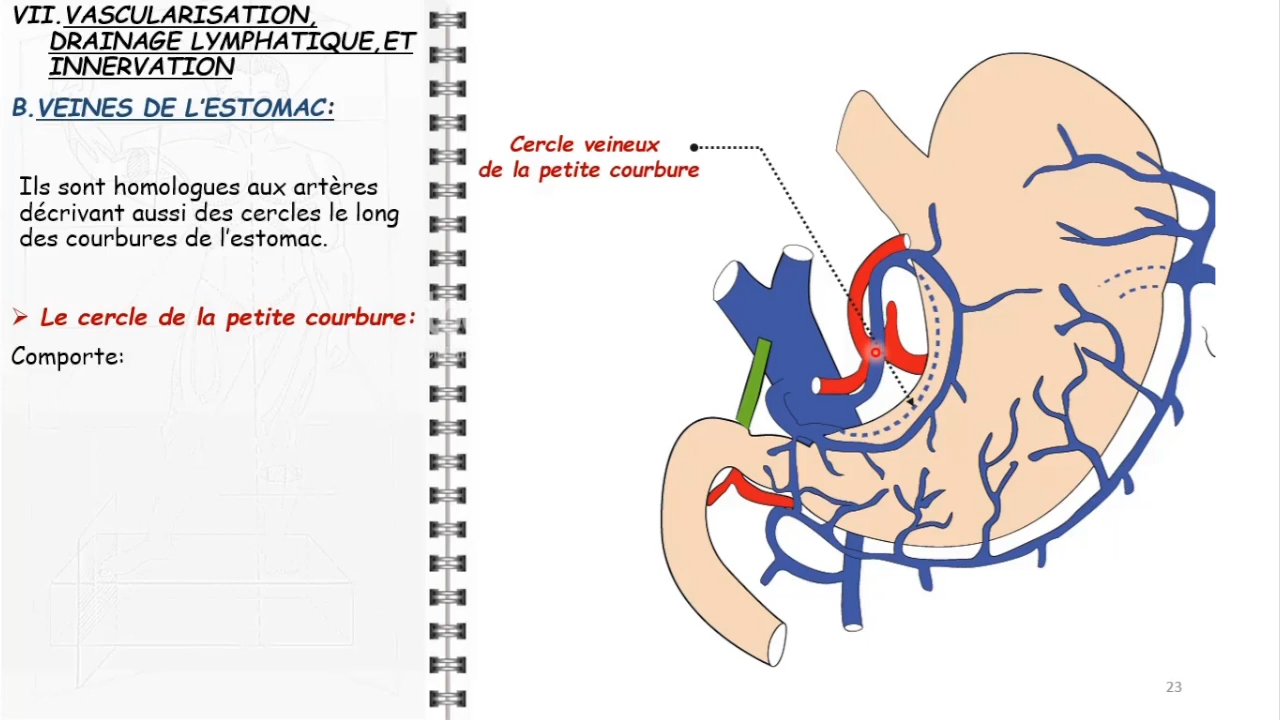 VII. VASCULARISATION,
DRAINAGE LYMPHATIQUE,ET
INNERVATION
B. VEINES DE L'ESTOMAC:
Ils sont homologues aux artères
décrivant aussi des cercles le long
des courbures de l'estomac.
➢ Le cercle de la petite courbure:
Comporte:
Cercle veineux
de la petite courbure
23